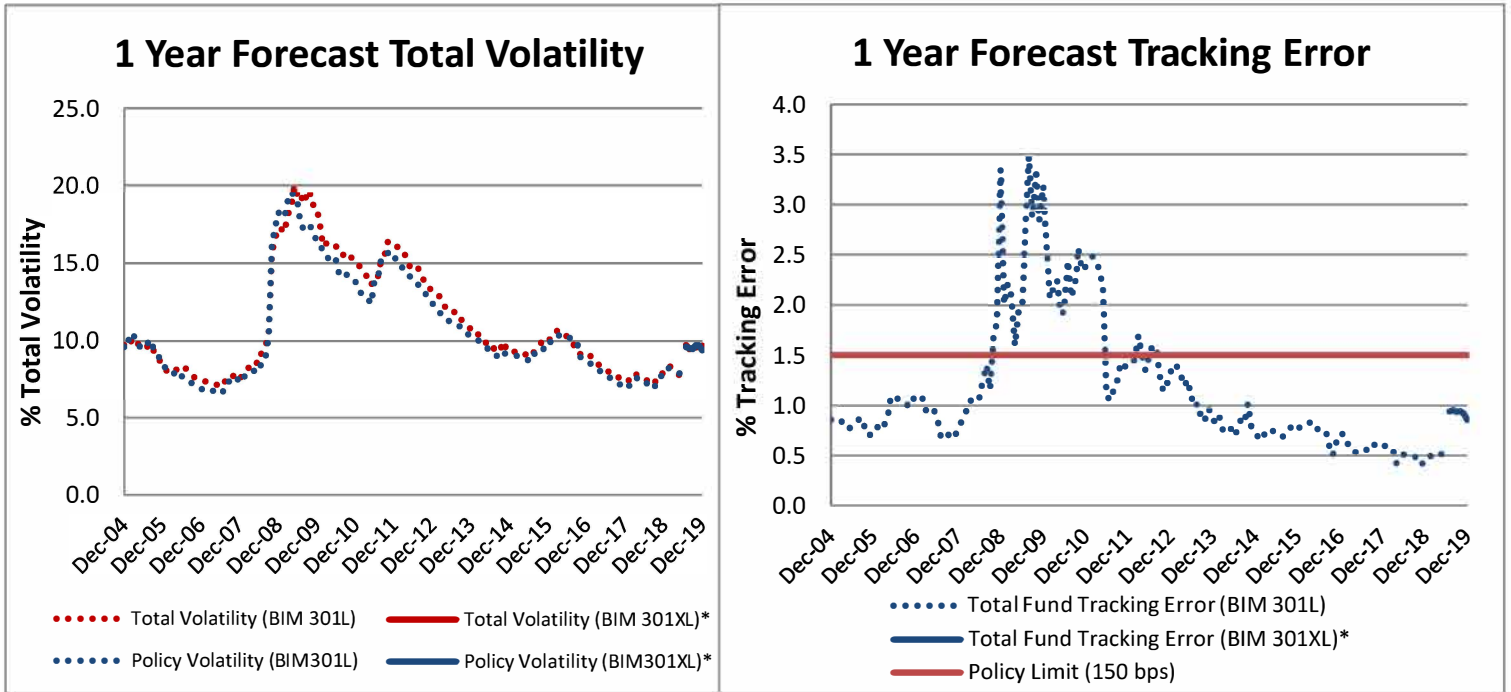 1 Year Forecast Total Volatility
% Total Volatility
25.0
20.0
15.0
10.0
5.0
0.0
Dec-04
Dec-05
Dec-06
Dec-07
Dec-08
Dec-09
Dec-10
Dec-11
Dec-12
Dec-13
Dec-14
Dec-15
Dec-16
Dec-17
Dec-18
Dec-19
Total Volatility (BIM 301L)
Total Volatility (BIM 301XL)*
Policy Volatility (BIM301L)
Policy Volatility (BIM301XL)*
1 Year Forecast Tracking Error
% Tracking Error
4.0
3.5
3.0
2.5
2.0
1.5
1.0
0.5
0.0
Dec-04
Dec-05
Dec-06
Dec-07
Dec-08
Dec-09
Dec-10
Dec-11
Dec-12
Dec-13
Dec-14
Dec-15
Dec-16
Dec-17
Dec-18
Dec-19
Total Fund Tracking Error (BIM 301L)
Total Fund Tracking Error (BIM 301XL)*
Policy Limit (150 bps)